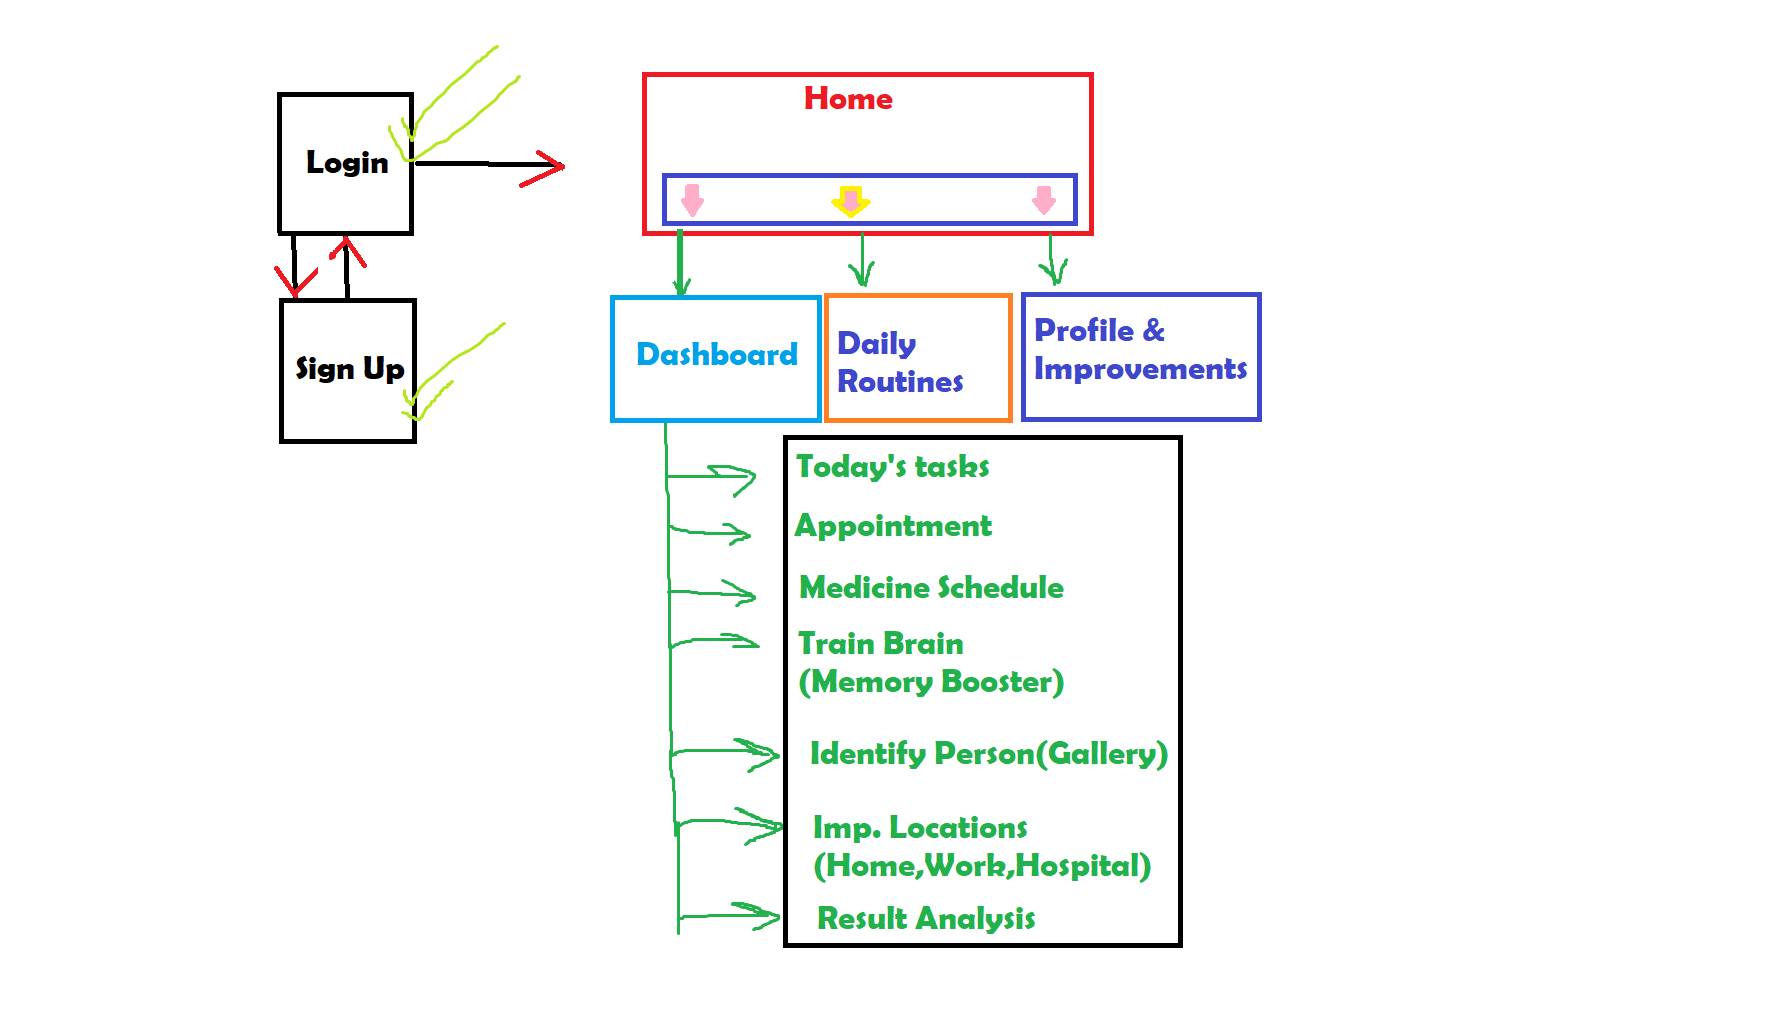 Login
Sign Up
Home
Dashboard
Daily
Routines
Profile &
Improvements
Today's tasks
Appointment
Medicine Schedule
Train Brain
(Memory Booster)
Identify Person(Gallery)
Imp. Locations
(Home,Work,Hospital)
Result Analysis